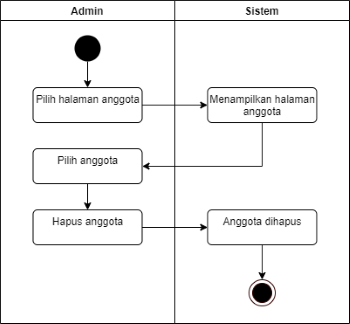 Admin
Sistem
Pilih halaman anggota
Menampilkan halaman
anggota
Pilih anggota
Hapus anggota
Anggota dihapus